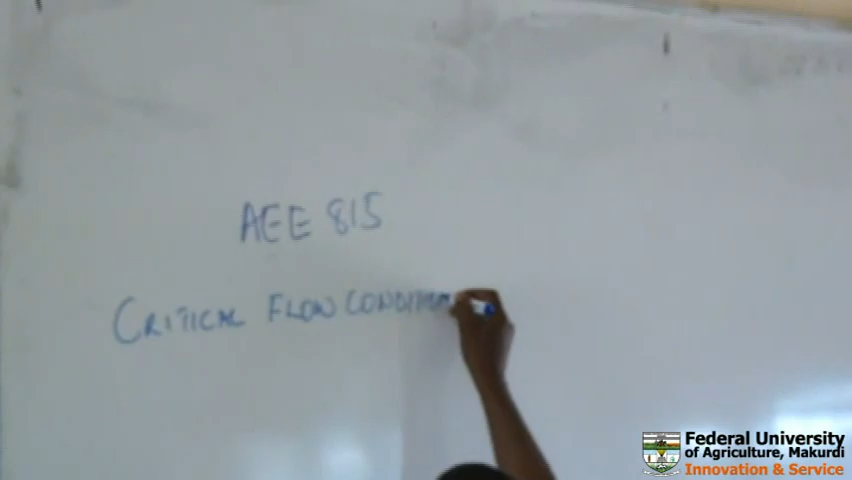 AEE 815
CRITICAL FLOW CONDITION
Federal University
of Agriculture, Makurdi
Innovation & Service